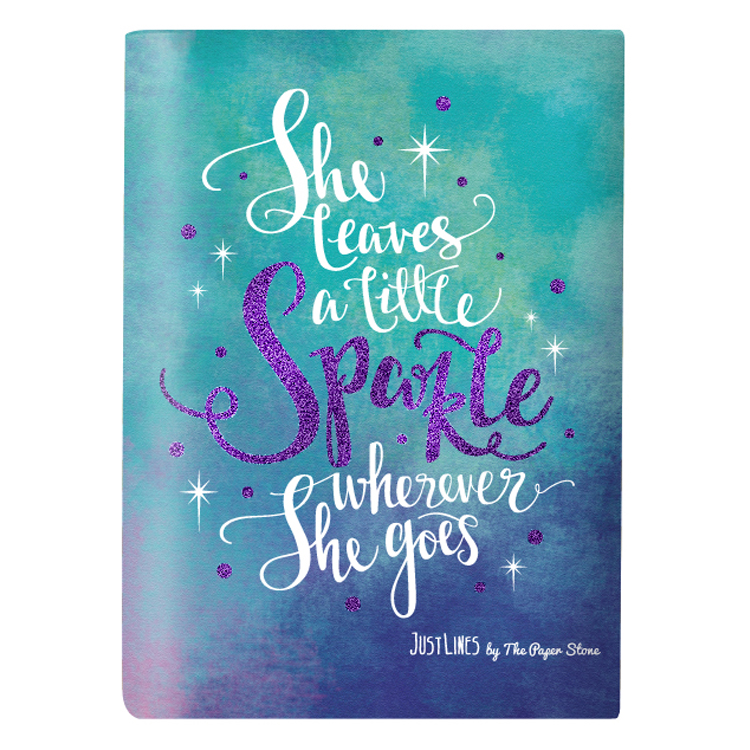 She
leaves
a little
Sparkle
wherever
She goes
JUSTLINES by The Paper Stone